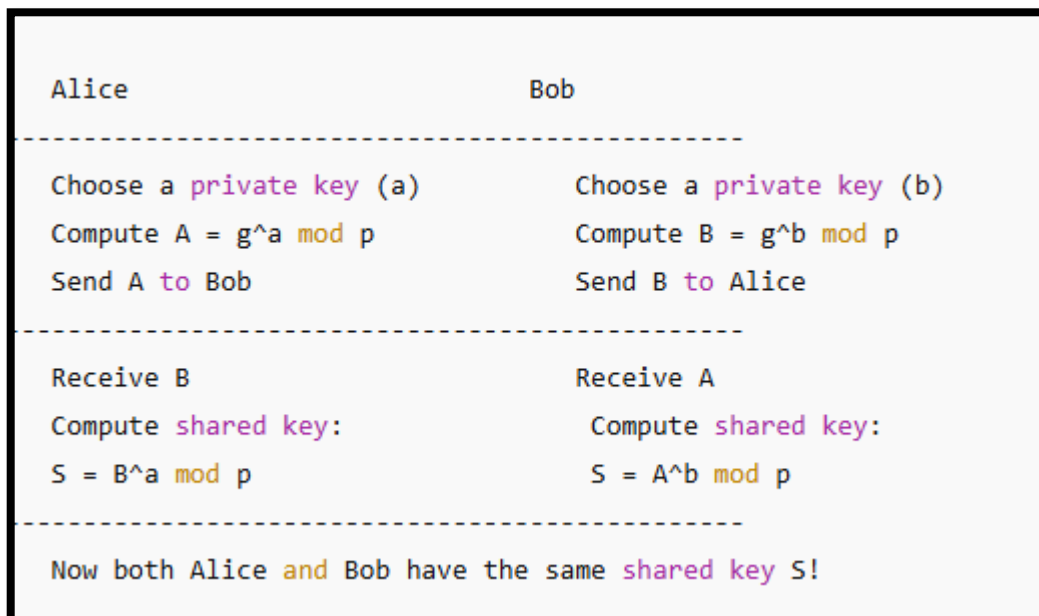 Alice Bob
-----------------------------------------------
Choose a private key (a) Choose a private key (b)
Compute A = g^a mod p Compute B = g^b mod p
Send A to Bob Send B to Alice
-----------------------------------------------
Receive B Receive A
Compute shared key: Compute shared key:
S = B^a mod p S = A^b mod p
-----------------------------------------------
Now both Alice and Bob have the same shared key S!